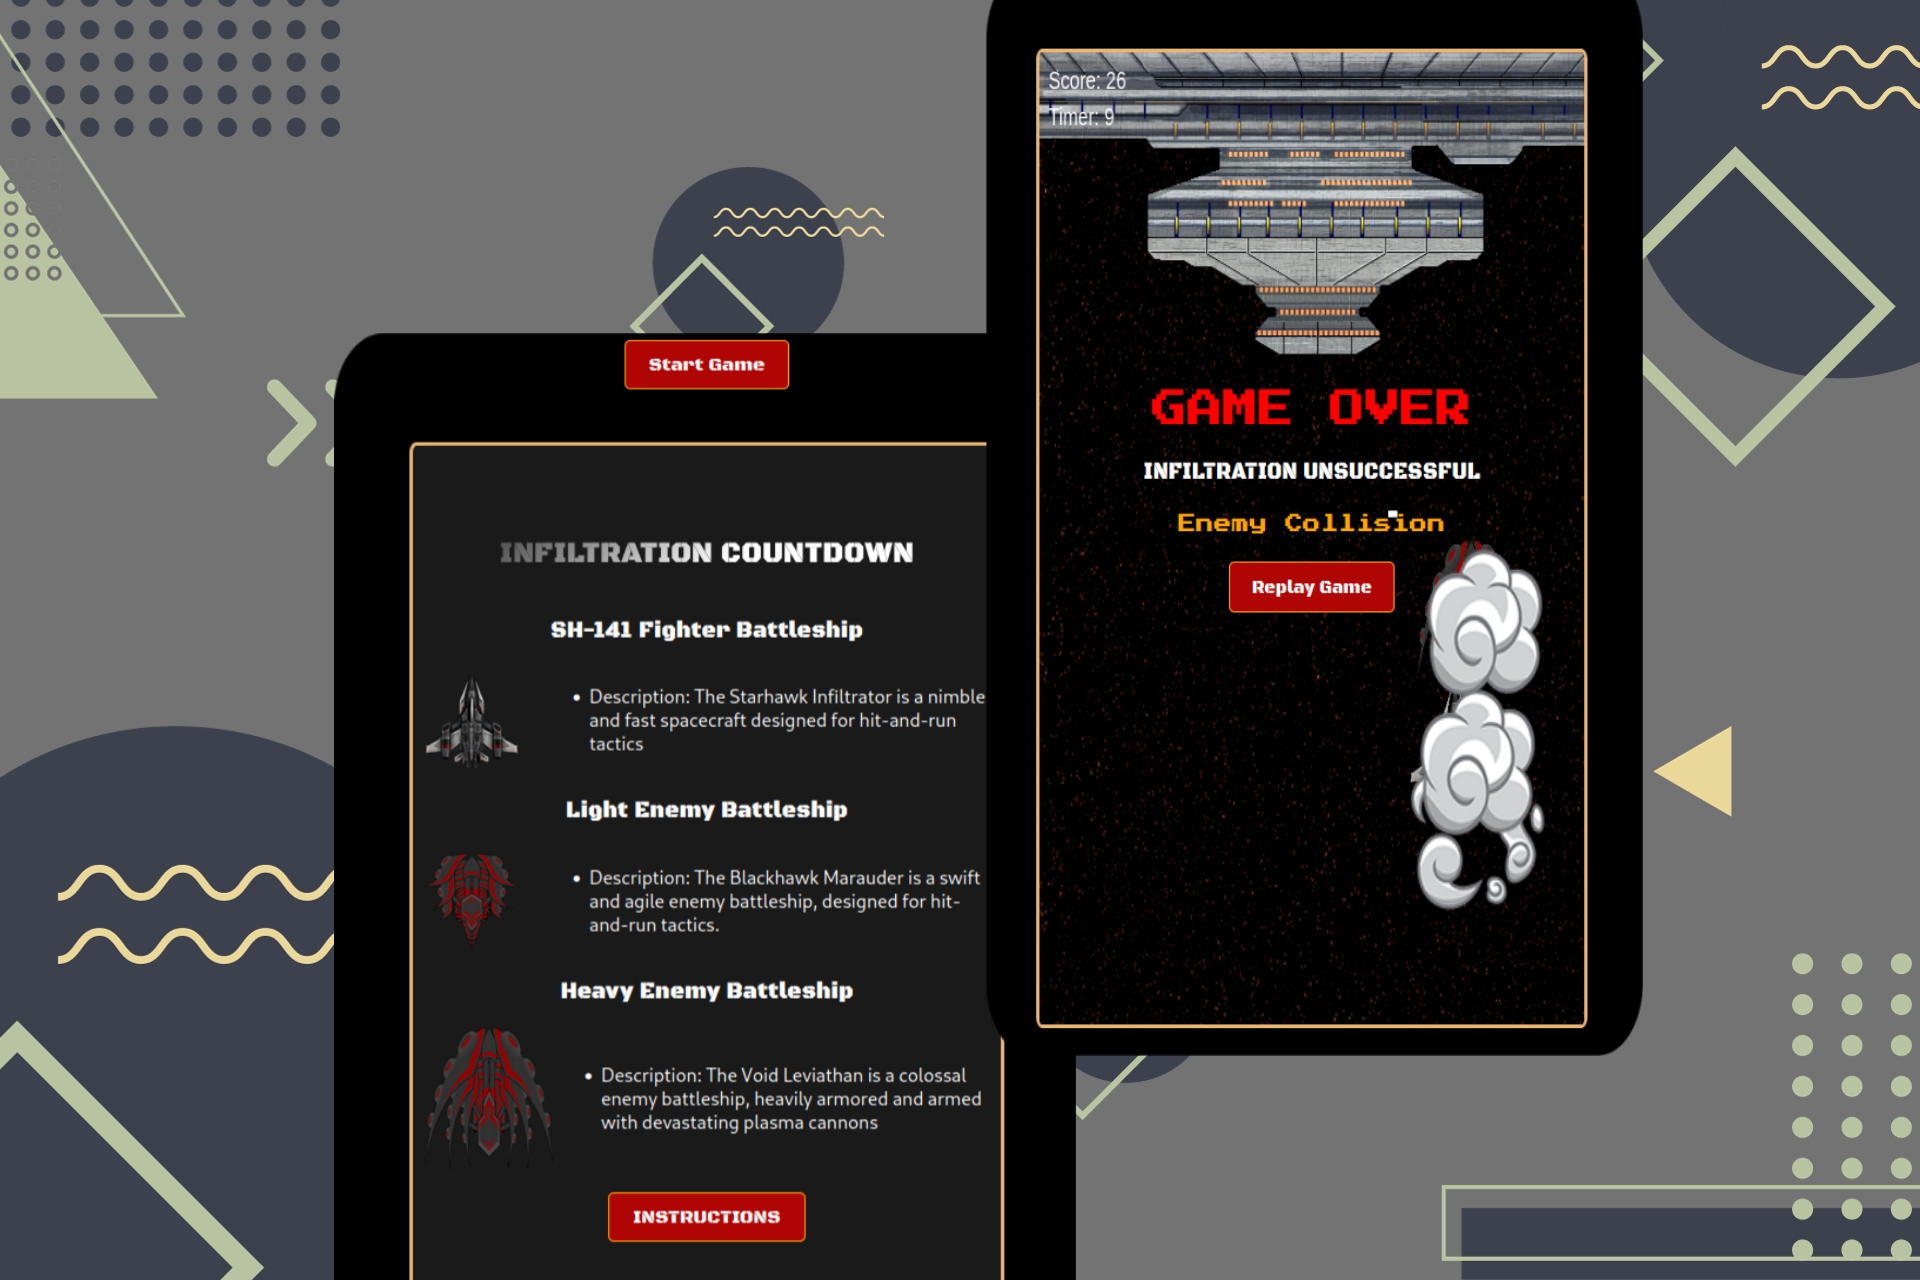 Start Game
INFILTRATION COUNTDOWN
SH-141 Fighter Battleship
• Description: The Starhawk Infiltrator is a nimble
and fast spacecraft designed for hit-and-run
tactics
Light Enemy Battleship
• Description: The Blackhawk Marauder is a swift
and agile enemy battleship, designed for hit-
and-run tactics.
Heavy Enemy Battleship
• Description: The Void Leviathan is a colossal
enemy battleship, heavily armored and armed
with devastating plasma cannons
INSTRUCTIONS
Score: 26
Timer: 9
GAME OVER
INFILTRATION UNSUCCESSFUL
Enemy Collision
Replay Game